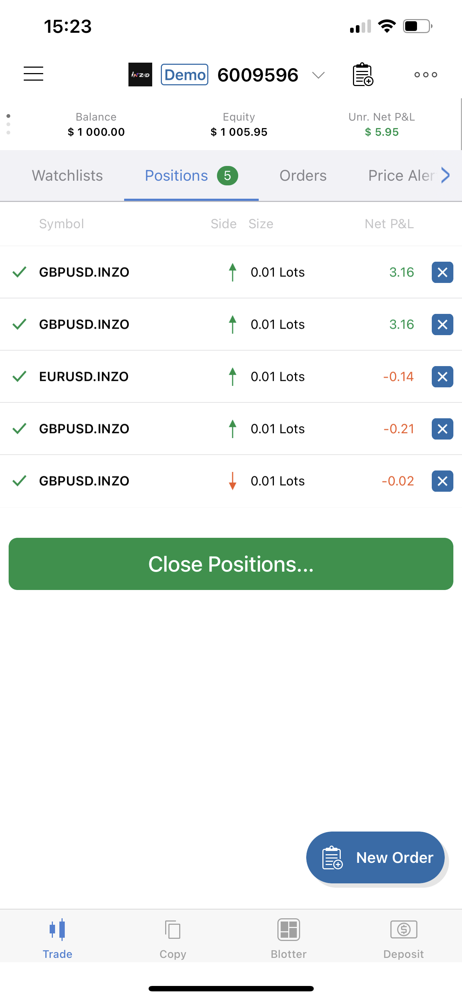 15:23
INZO Demo 6009596
Balance Equity Unr. Net P&L
$ 1 000.00 $ 1 005.95 $ 5.95
Watchlists Positions 5 Orders Price Aler
Symbol Side Size Net P&L
GBPUSD.INZO 0.01 Lots 3.16
GBPUSD.INZO 0.01 Lots 3.16
EURUSD.INZO 0.01 Lots -0.14
GBPUSD.INZO 0.01 Lots -0.21
GBPUSD.INZO 0.01 Lots -0.02
Close Positions...
New Order
Trade Copy Blotter Deposit